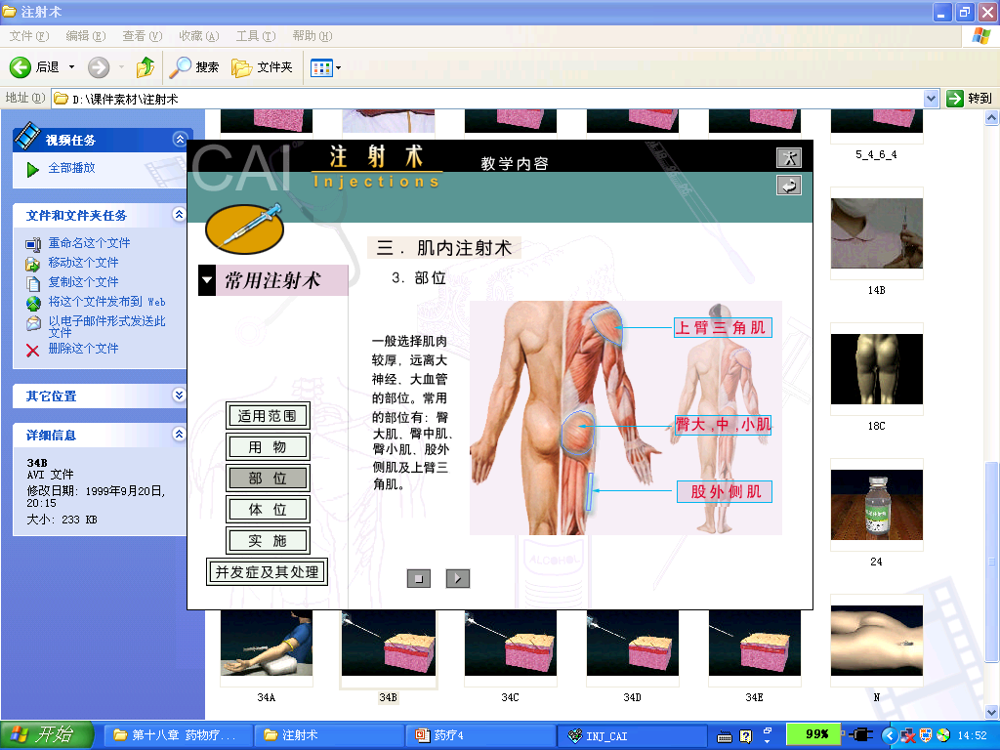 注射术
文件(F) 编辑(E) 查看(V) 收藏(A) 工具(T) 帮助(H)
后退 搜索 文件夹
地址(D) D:\课件素材\注射术 转到
视频任务
全部播放
文件和文件夹任务
重命名这个文件
移动这个文件
复制这个文件
将这个文件发布到 Web
以电子邮件形式发送此
文件
删除这个文件
其它位置
详细信息
34B
AVI 文件
修改日期: 1999年9月20日,
20:15
大小: 233 KB
CAI 注射术 教学内容
Injections
常用注射术
三．肌内注射术
3. 部位
一般选择肌肉
较厚，远离大
神经、大血管
的部位。常用
的部位有：臀
大肌、臀中肌、
臀小肌、股外
侧肌及上臂三
角肌。
上臂三角肌
臀大,中,小肌
股外侧肌
适用范围
用物
部位
体位
实施
并发症及其处理
ALCOHOL
5_4_6_4
14B
18C
24
34A 34B 34C 34D 34E N
开始 第十八章 药物疗... 注射术 药疗4 INJ_CAI 99% 14:52